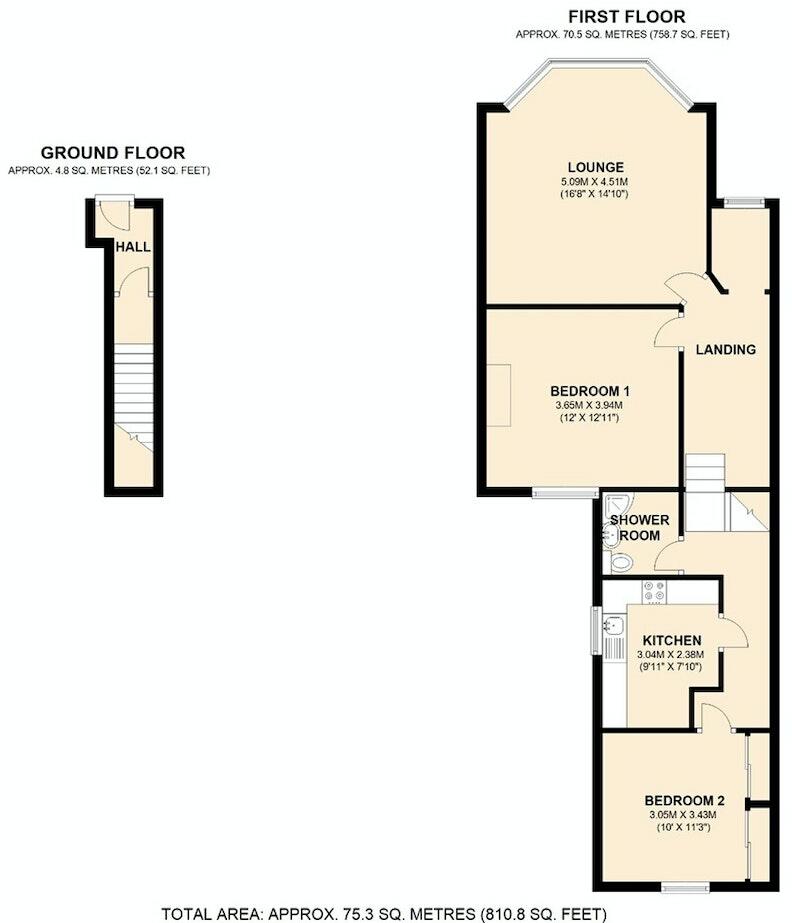 FIRST FLOOR
APPROX. 70.5 SQ. METRES (758.7 SQ. FEET)
LOUNGE
5.09M X 4.51M
(16'8" X 14'10")
GROUND FLOOR
APPROX. 4.8 SQ. METRES (52.1 SQ. FEET)
HALL
LANDING
BEDROOM 1
3.65M X 3.94M
(12' X 12'11")
SHOWER
ROOM
KITCHEN
3.04M X 2.38M
(9'11" X 7'10")
BEDROOM 2
3.05M X 3.43M
(10' X 11'3")
TOTAL AREA: APPROX. 75.3 SQ. METRES (810.8 SQ. FEET)